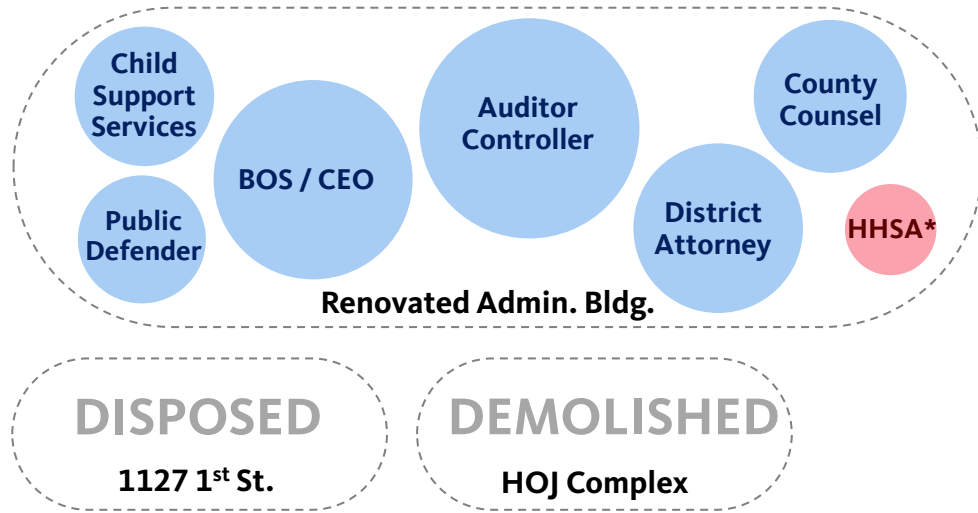 Child
Support
Services
BOS / CEO
Auditor
Controller
County
Counsel
Public
Defender
District
Attorney
HHSA*
Renovated Admin. Bldg.
DISPOSED
1127 1st St.
DEMOLISHED
HOJ Complex